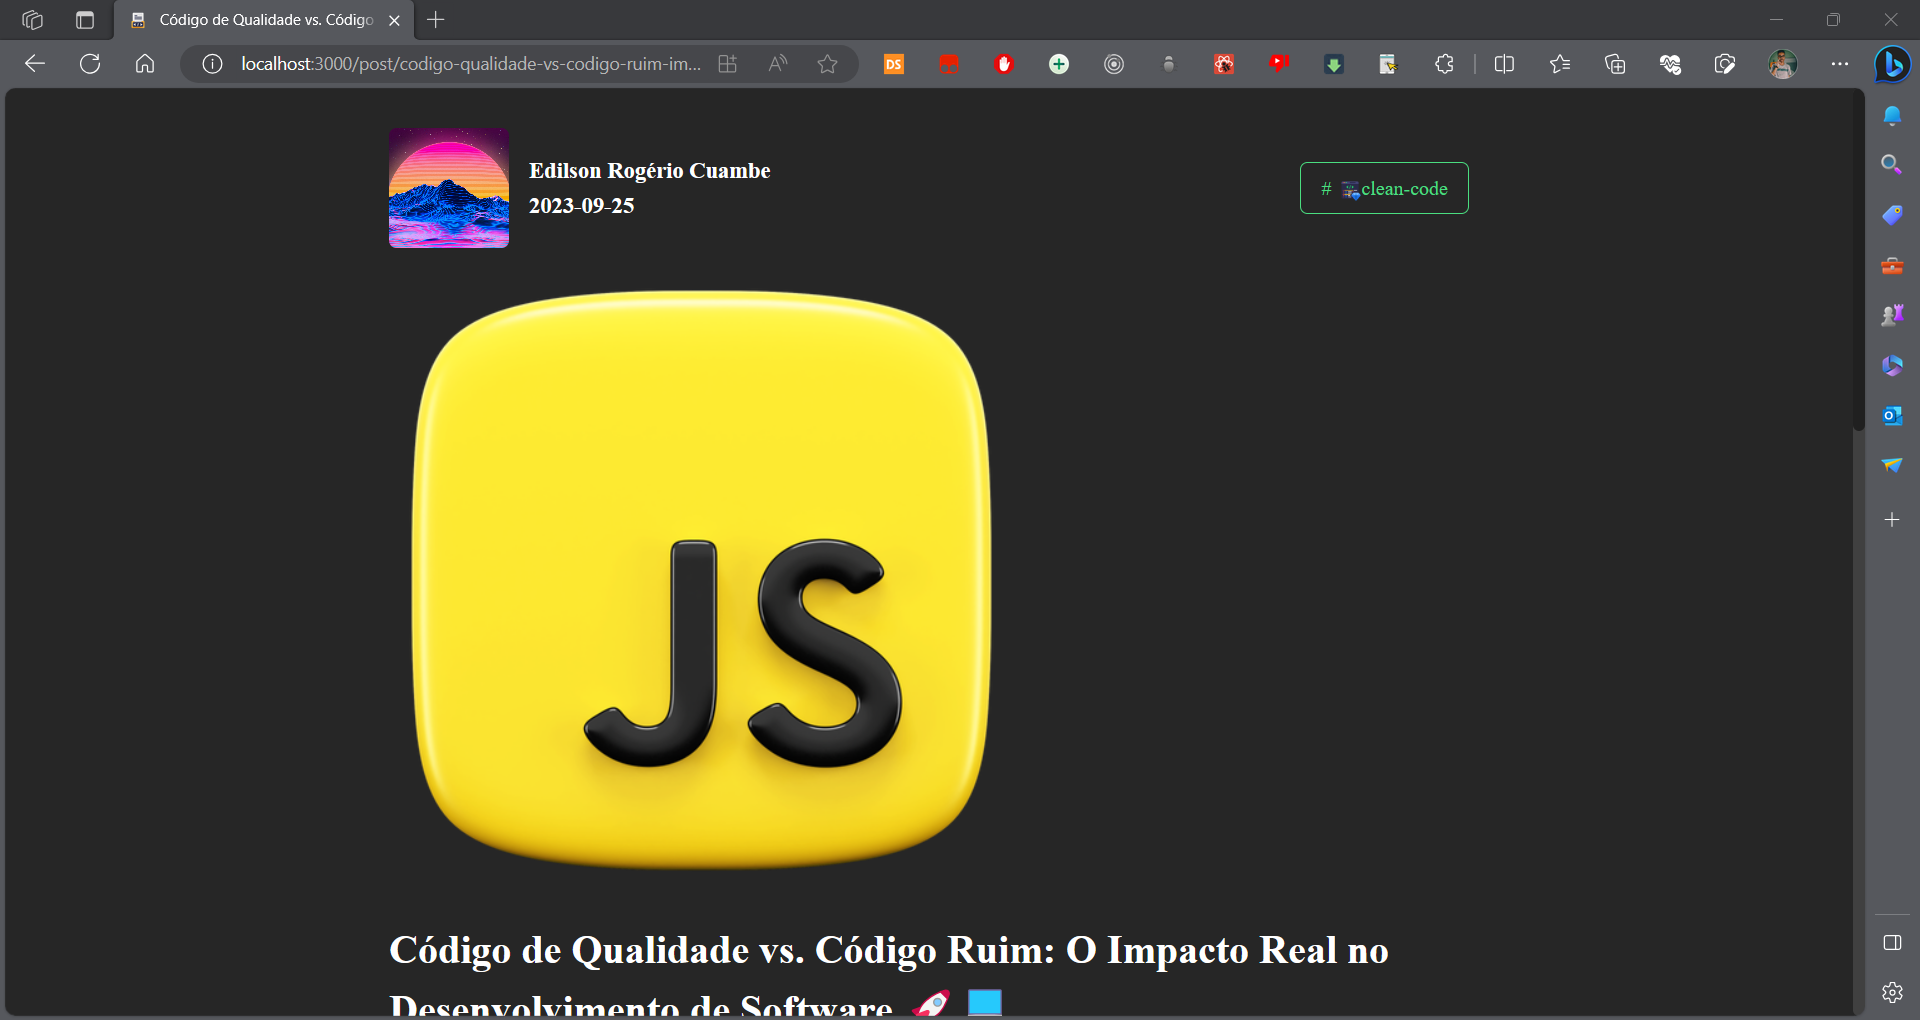 Código de Qualidade vs. Código
localhost:3000/post/codigo-qualidade-vs-codigo-ruim-im...
DS
Edilson Rogério Cuambe
2023-09-25
# clean-code
JS
Código de Qualidade vs. Código Ruim: O Impacto Real no
Desenvolvimento de Software